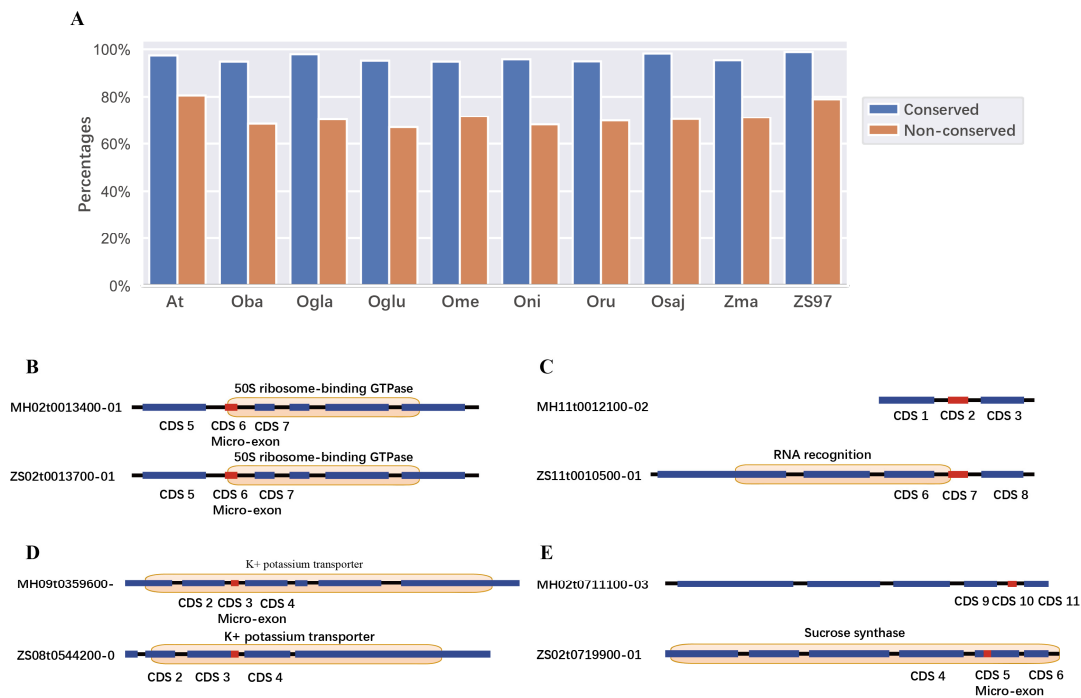 A
100%
80%
60%
40%
20%
0%
Percentages
At Oba Ogla Oglu Ome Oni Oru Osaj Zma ZS97
Conserved
Non-conserved
B
50S ribosome-binding GTPase
MH02t0013400-01
CDS 5 CDS 6 CDS 7
Micro-exon
50S ribosome-binding GTPase
ZS02t0013700-01
CDS 5 CDS 6 CDS 7
Micro-exon
C
MH11t0012100-02
CDS 1 CDS 2 CDS 3
RNA recognition
ZS11t0010500-01
CDS 6 CDS 7 CDS 8
D
K+ potassium transporter
MH09t0359600-
CDS 2 CDS 3 CDS 4
Micro-exon
K+ potassium transporter
ZS08t0544200-0
CDS 2 CDS 3 CDS 4
E
MH02t0711100-03
CDS 9 CDS 10 CDS 11
Sucrose synthase
ZS02t0719900-01
CDS 4 CDS 5 CDS 6
Micro-exon